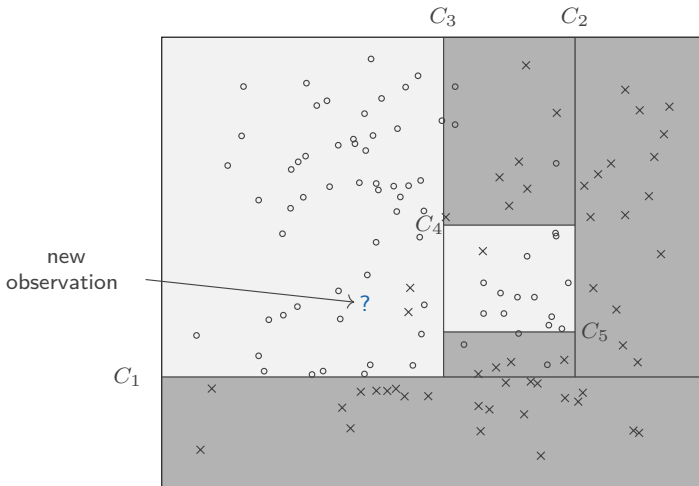 C₃
C₂
C₄
new
observation
?
C₅
C₁